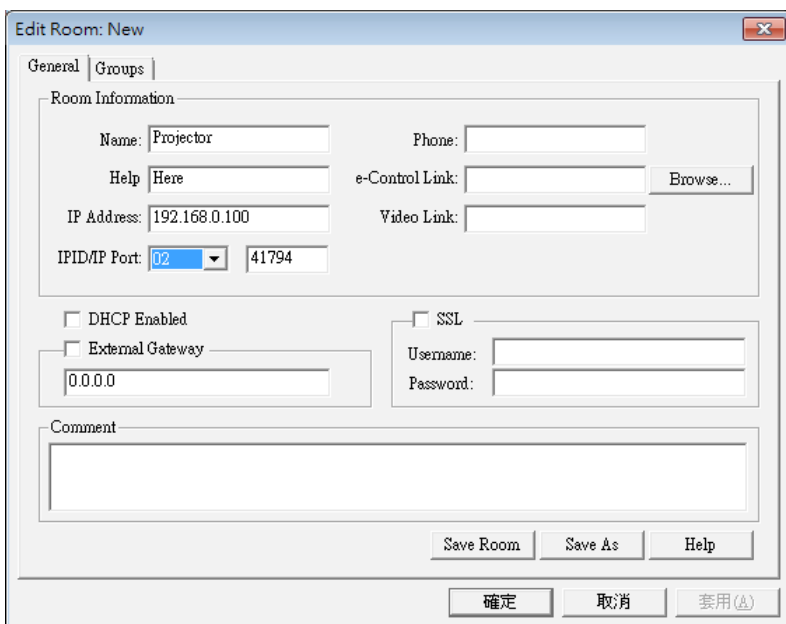 Edit Room: New
General Groups
Room Information
Name: Projector Phone:
Help Here e-Control Link: Browse...
IP Address: 192.168.0.100 Video Link:
IPID/IP Port: 02 41794
DHCP Enabled SSL
External Gateway Username:
0.0.0.0 Password:
Comment
Save Room Save As Help
確定 取消 套用(A)